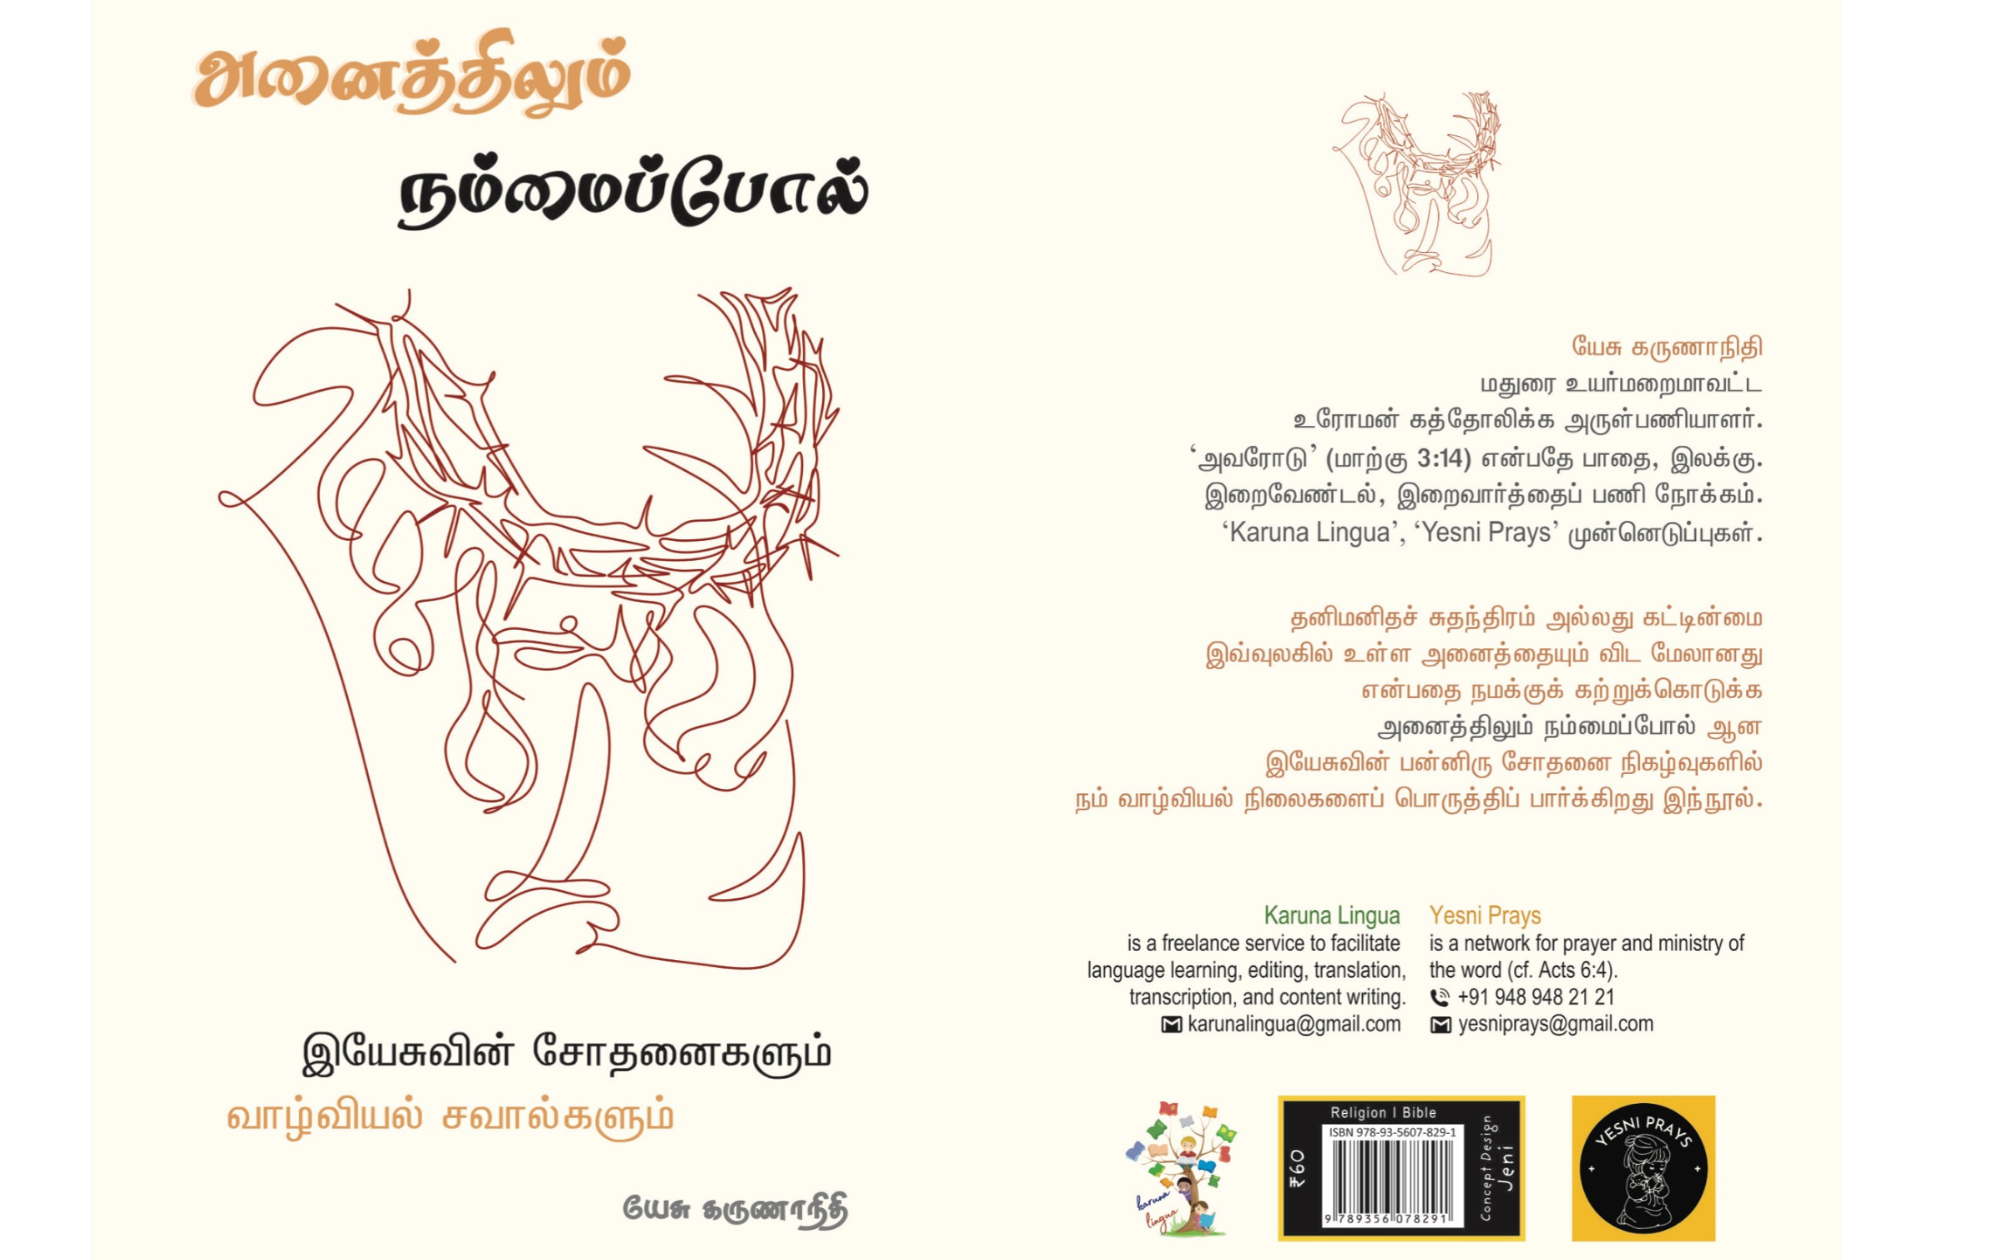 அனைத்திலும்
நம்மைப்போல்
இயேசுவின் சோதனைகளும்
வாழ்வியல் சவால்களும்
யேசு கருணாநிதி
யேசு கருணாநிதி
மதுரை உயர்மறைமாவட்ட
உரோமன் கத்தோலிக்க அருள்பணியாளர்.
‘அவரோடு’ (மாற்கு 3:14) என்பதே பாதை, இலக்கு.
இறைவேண்டல், இறைவார்த்தைப் பணி நோக்கம்.
‘Karuna Lingua’, ‘Yesni Prays’ முன்னெடுப்புகள்.
தனிமனிதச் சுதந்திரம் அல்லது கட்டின்மை
இவ்வுலகில் உள்ள அனைத்தையும் விட மேலானது
என்பதை நமக்குக் கற்றுக்கொடுக்க
அனைத்திலும் நம்மைப்போல் ஆன
இயேசுவின் பன்னிரு சோதனை நிகழ்வுகளில்
நம் வாழ்வியல் நிலைகளைப் பொருத்திப் பார்க்கிறது இந்நூல்.
Karuna Lingua
is a freelance service to facilitate
language learning, editing, translation,
transcription, and content writing.
karunalingua@gmail.com
Yesni Prays
is a network for prayer and ministry of
the word (cf. Acts 6:4).
+91 948 948 21 21
yesniprays@gmail.com
karuna
lingua
₹60
Religion I Bible
ISBN 978-93-5607-829-1
9 789356 078291
Concept Design
Jeni
YESNI PRAYS